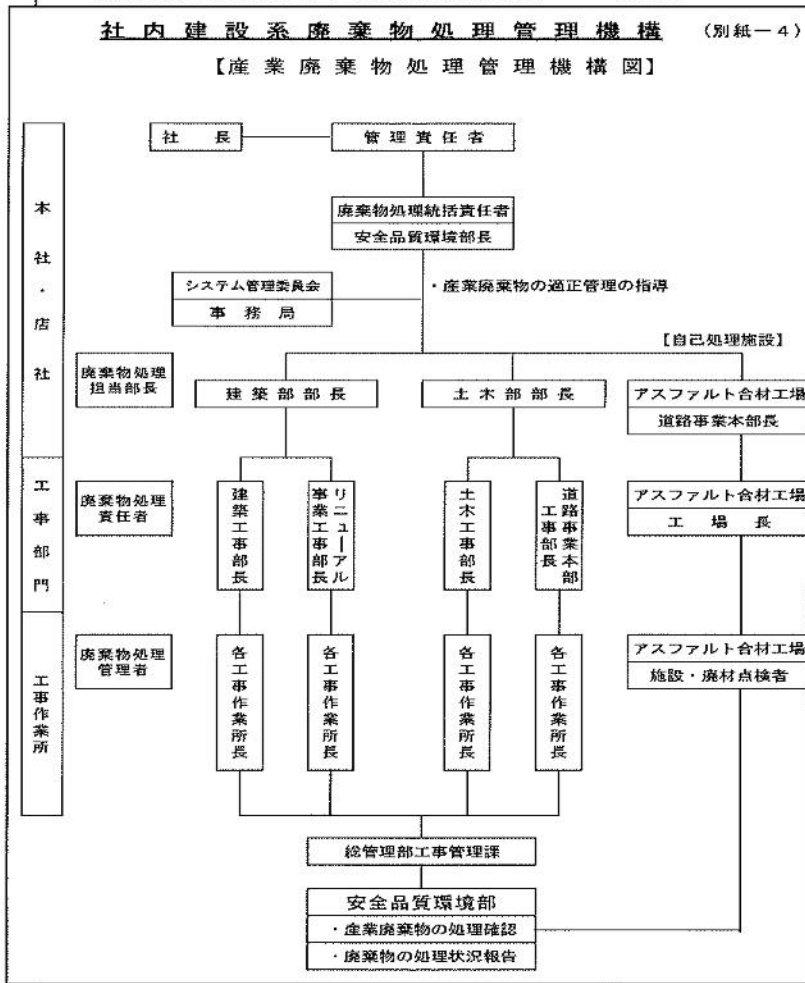 社内建設系廃棄物処理管理機構 (別紙－4)
【産業廃棄物処理管理機構図】
本社・店社
社長
管理責任者
廃棄物処理統括責任者
安全品質環境部長
システム管理委員会
事務局
・産業廃棄物の適正管理の指導
【自己処理施設】
廃棄物処理
担当部長
建築部部長
土木部部長
アスファルト合材工場
道路事業本部長
工事部門
廃棄物処理
責任者
建築工事部長
リニューアル
事業工事部長
土木工事部長
道路事業本部
工事部長
アスファルト合材工場
工場長
工事作業所
廃棄物処理
管理者
各工事作業所長
各工事作業所長
各工事作業所長
各工事作業所長
アスファルト合材工場
施設・廃材点検者
総管理部工事管理課
安全品質環境部
・産業廃棄物の処理確認
・廃棄物の処理状況報告